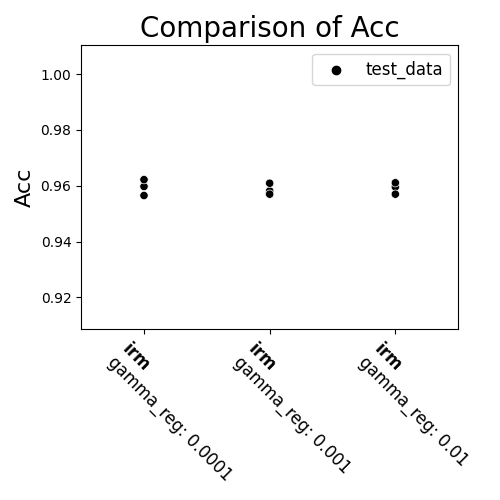 Comparison of Acc
test_data
Acc
1.00
0.98
0.96
0.94
0.92
irm
gamma_reg: 0.0001
irm
gamma_reg: 0.001
irm
gamma_reg: 0.01